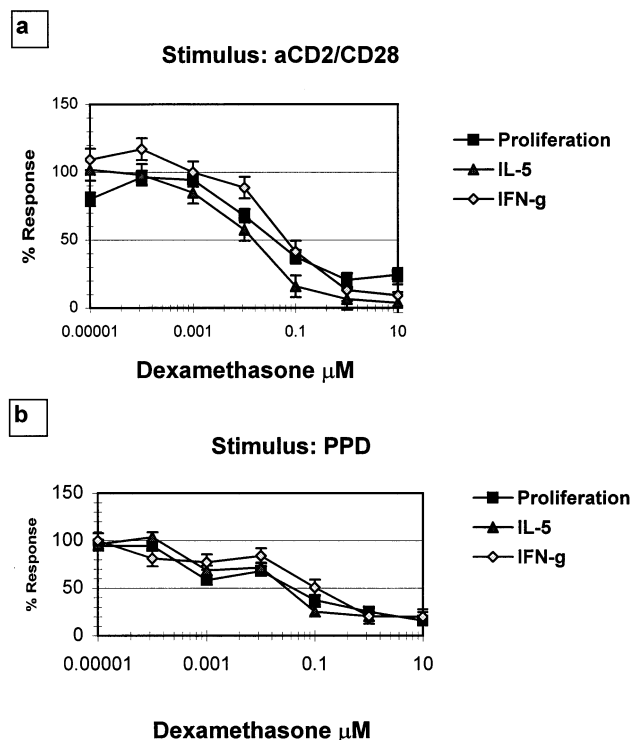 a
Stimulus: aCD2/CD28
150
100
50
0
% Response
0.00001 0.001 0.1 10
Dexamethasone µM
Proliferation
IL-5
IFN-g
b
Stimulus: PPD
150
100
50
0
% Response
0.00001 0.001 0.1 10
Dexamethasone µM
Proliferation
IL-5
IFN-g